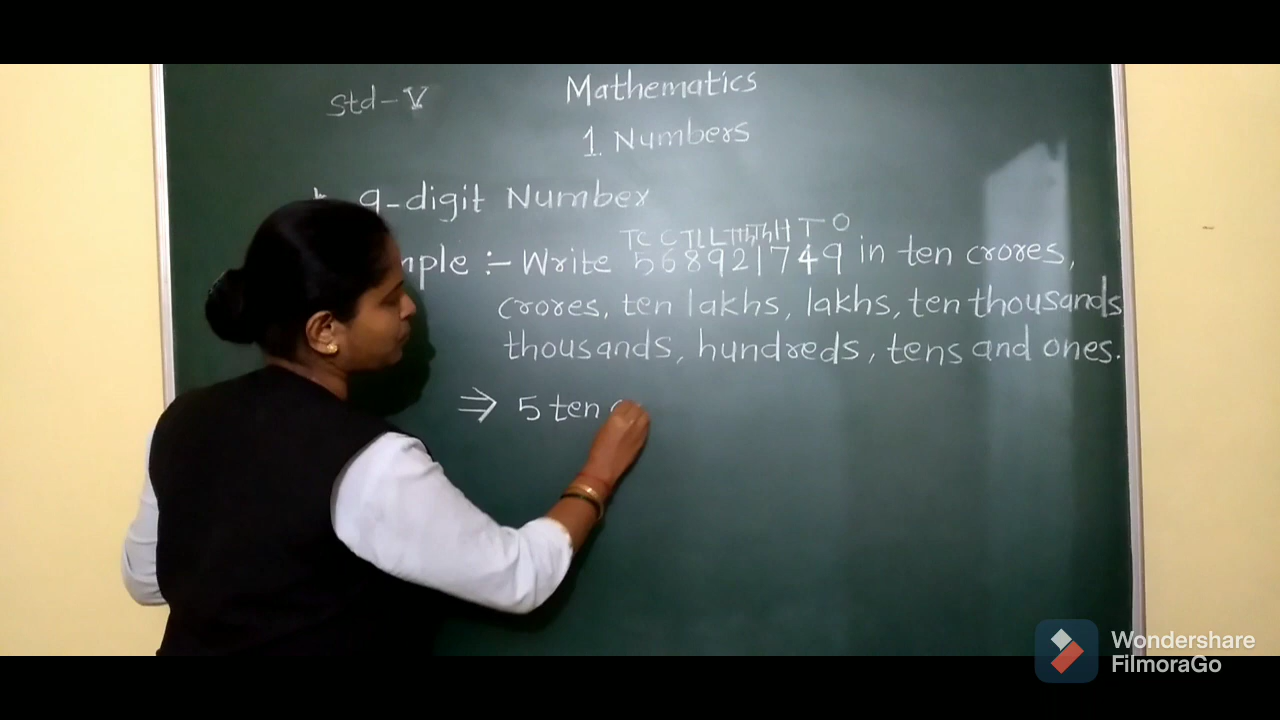 Std - V
Mathematics
1. Numbers
9-digit Number
TC C TL L TTh Th H T O
:- Write 568921749 in ten crores,
crores, ten lakhs, lakhs, ten thousands
thousands, hundreds, tens and ones.
⇒ 5 ten
Wondershare
FilmoraGo